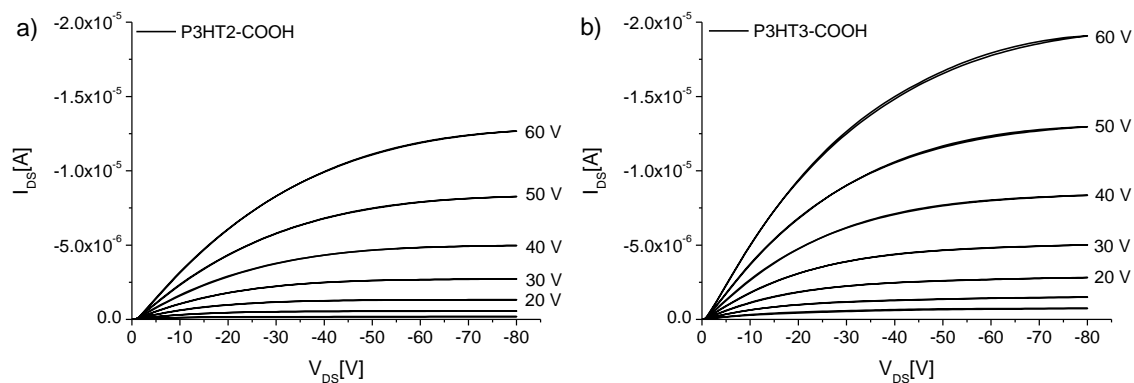 a)
P3HT2-COOH
-2.0x10⁻⁵
-1.5x10⁻⁵
-1.0x10⁻⁵
-5.0x10⁻⁶
0.0
I_DS[A]
60 V
50 V
40 V
30 V
20 V
0 -10 -20 -30 -40 -50 -60 -70 -80
V_DS[V]
b)
P3HT3-COOH
-2.0x10⁻⁵
-1.5x10⁻⁵
-1.0x10⁻⁵
-5.0x10⁻⁶
0.0
I_DS[A]
60 V
50 V
40 V
30 V
20 V
0 -10 -20 -30 -40 -50 -60 -70 -80
V_DS[V]